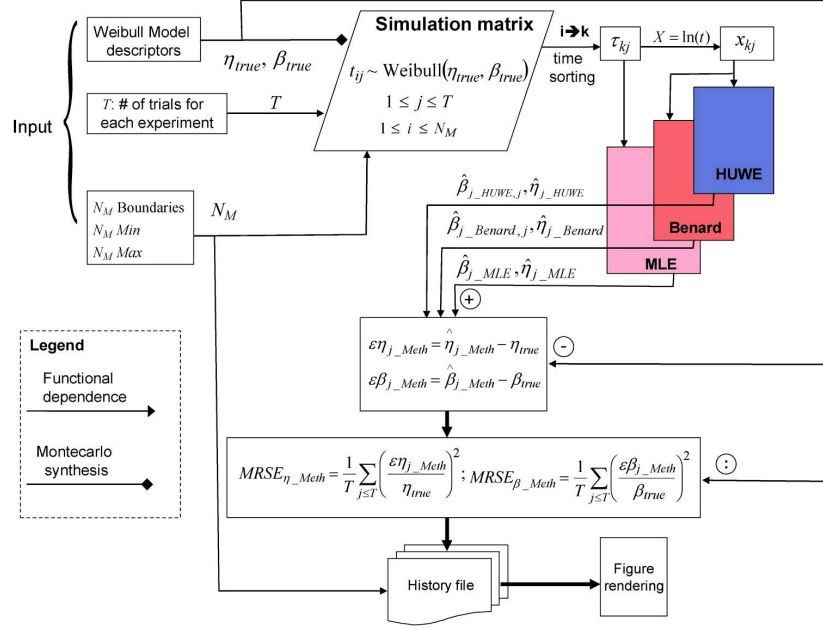 Input
Weibull Model
descriptors
η_true, β_true
T: # of trials for
each experiment
T
N_M Boundaries
N_M Min
N_M Max
N_M
Simulation matrix
t_ij ~ Weibull(η_true, β_true)
1 ≤ j ≤ T
1 ≤ i ≤ N_M
i➔k
time
sorting
τ_kj
X = ln(t)
x_kj
HUWE
Benard
MLE
β̂_j_HUWE,j, η̂_j_HUWE
β̂_j_Benard,j, η̂_j_Benard
β̂_j_MLE, η̂_j_MLE
+
εη_j_Meth = η̂_j_Meth − η_true
εβ_j_Meth = β̂_j_Meth − β_true
-
MRSE_η_Meth = 1/T ∑_{j≤T} (εη_j_Meth / η_true)^2 ; MRSE_β_Meth = 1/T ∑_{j≤T} (εβ_j_Meth / β_true)^2
:
History file
Figure
rendering
Legend
Functional
dependence
Montecarlo
synthesis